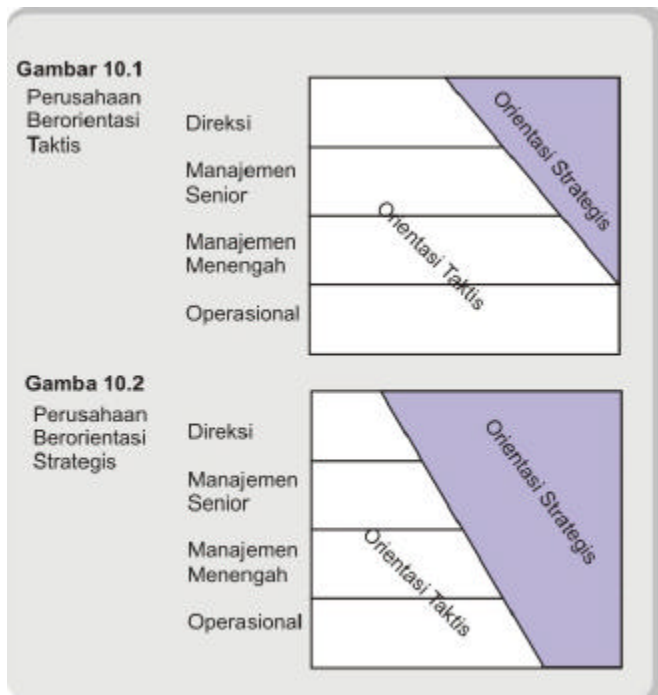 Gambar 10.1
Perusahaan
Berorientasi
Taktis
Direksi
Manajemen
Senior
Manajemen
Menengah
Operasional
Orientasi Strategis
Orientasi Taktis
Gamba 10.2
Perusahaan
Berorientasi
Strategis
Direksi
Manajemen
Senior
Manajemen
Menengah
Operasional
Orientasi Strategis
Orientasi Taktis